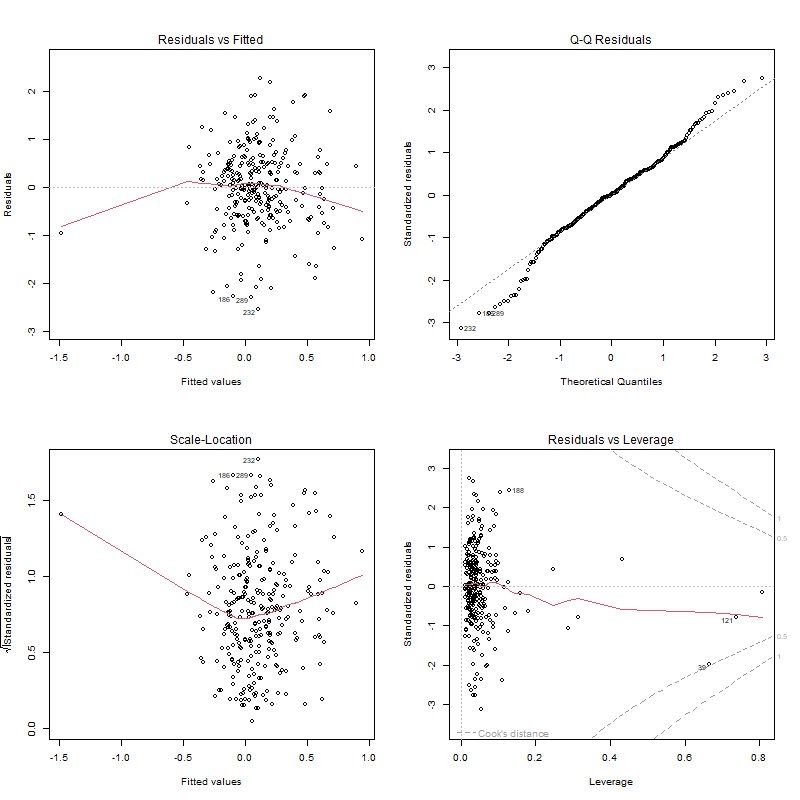 Residuals vs Fitted
Residuals
2
1
0
-1
-2
-3
186
289
232
-1.5 -1.0 -0.5 0.0 0.5 1.0
Fitted values
Q-Q Residuals
Standardized residuals
3
2
1
0
-1
-2
-3
289
232
-3 -2 -1 0 1 2 3
Theoretical Quantiles
Scale-Location
√|Standardized residuals|
1.5
1.0
0.5
0.0
232
186
289
-1.5 -1.0 -0.5 0.0 0.5 1.0
Fitted values
Residuals vs Leverage
Standardized residuals
3
2
1
0
-1
-2
-3
188
121
39
1
0.5
0.5
1
Cook's distance
0.0 0.2 0.4 0.6 0.8
Leverage